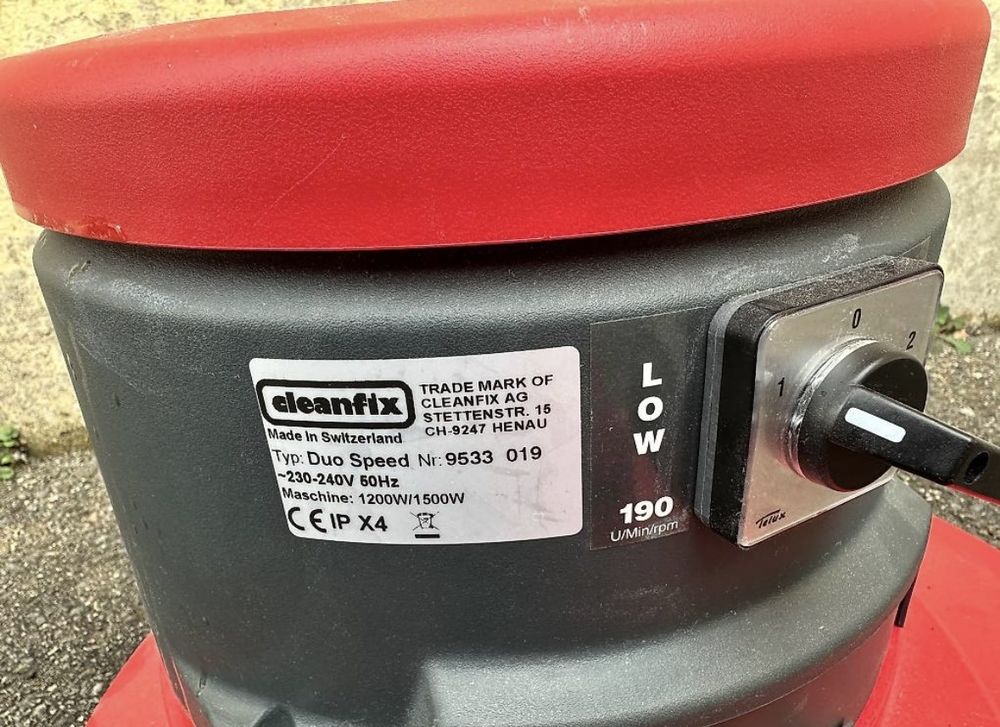 cleanfix
TRADE MARK OF
CLEANFIX AG
STETTENSTR. 15
CH-9247 HENAU
Made in Switzerland
Typ: Duo Speed Nr: 9533 019
~230-240V 50Hz
Maschine: 1200W/1500W
CE IP X4
L
O
W
190
U/Min/rpm
0
1
2
Telux